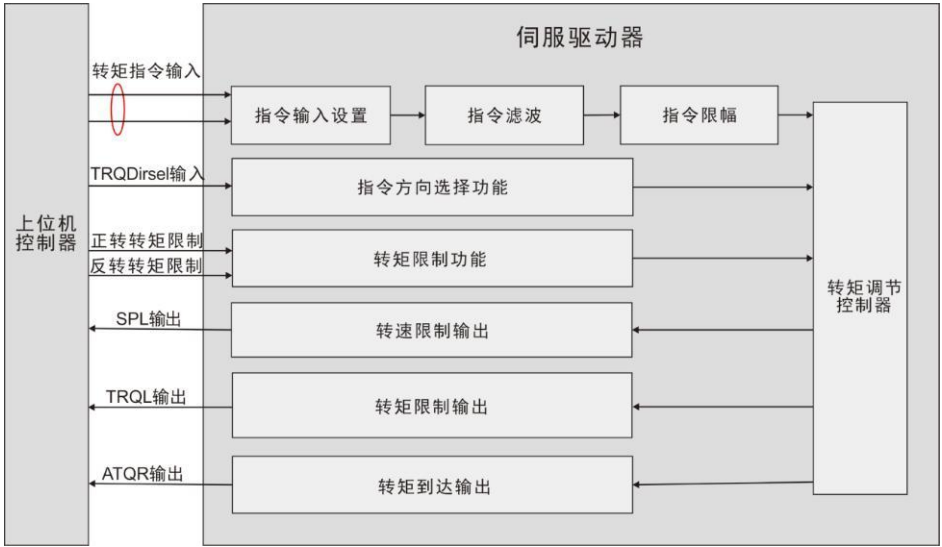 伺服驱动器
转矩指令输入
指令输入设置
指令滤波
指令限幅
TRQDirsel输入
指令方向选择功能
上位机
控制器
正转转矩限制
反转转矩限制
转矩限制功能
转矩调节
控制器
SPL输出
转速限制输出
TRQL输出
转矩限制输出
ATQR输出
转矩到达输出